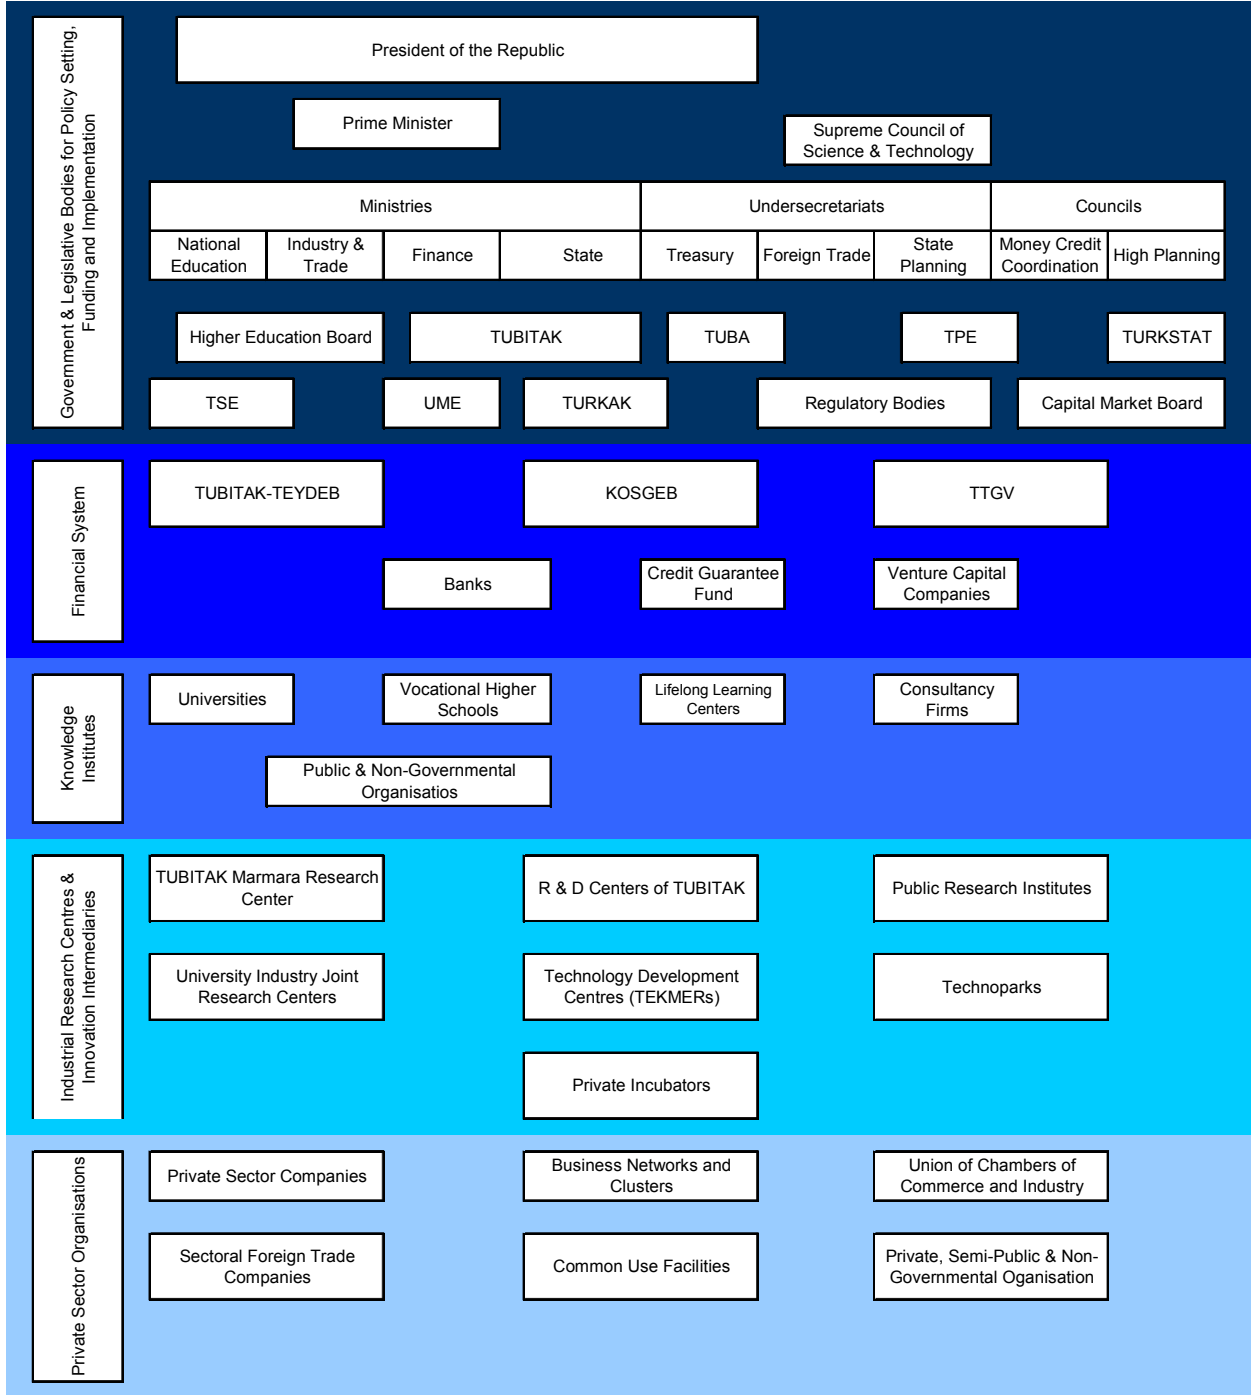 Government & Legislative Bodies for Policy Setting,
Funding and Implementation
President of the Republic
Prime Minister
Supreme Council of
Science & Technology
Ministries
Undersecretariats
Councils
National
Education
Industry &
Trade
Finance
State
Treasury
Foreign Trade
State
Planning
Money Credit
Coordination
High Planning
Higher Education Board
TUBITAK
TUBA
TPE
TURKSTAT
TSE
UME
TURKAK
Regulatory Bodies
Capital Market Board
Financial System
TUBITAK-TEYDEB
KOSGEB
TTGV
Banks
Credit Guarantee
Fund
Venture Capital
Companies
Knowledge
Institutes
Universities
Vocational Higher
Schools
Lifelong Learning
Centers
Consultancy
Firms
Public & Non-Governmental
Organisatios
Industrial Research Centres &
Innovation Intermediaries
TUBITAK Marmara Research
Center
R & D Centers of TUBITAK
Public Research Institutes
University Industry Joint
Research Centers
Technology Development
Centres (TEKMERs)
Technoparks
Private Incubators
Private Sector Organisations
Private Sector Companies
Business Networks and
Clusters
Union of Chambers of
Commerce and Industry
Sectoral Foreign Trade
Companies
Common Use Facilities
Private, Semi-Public & Non-
Governmental Oganisation